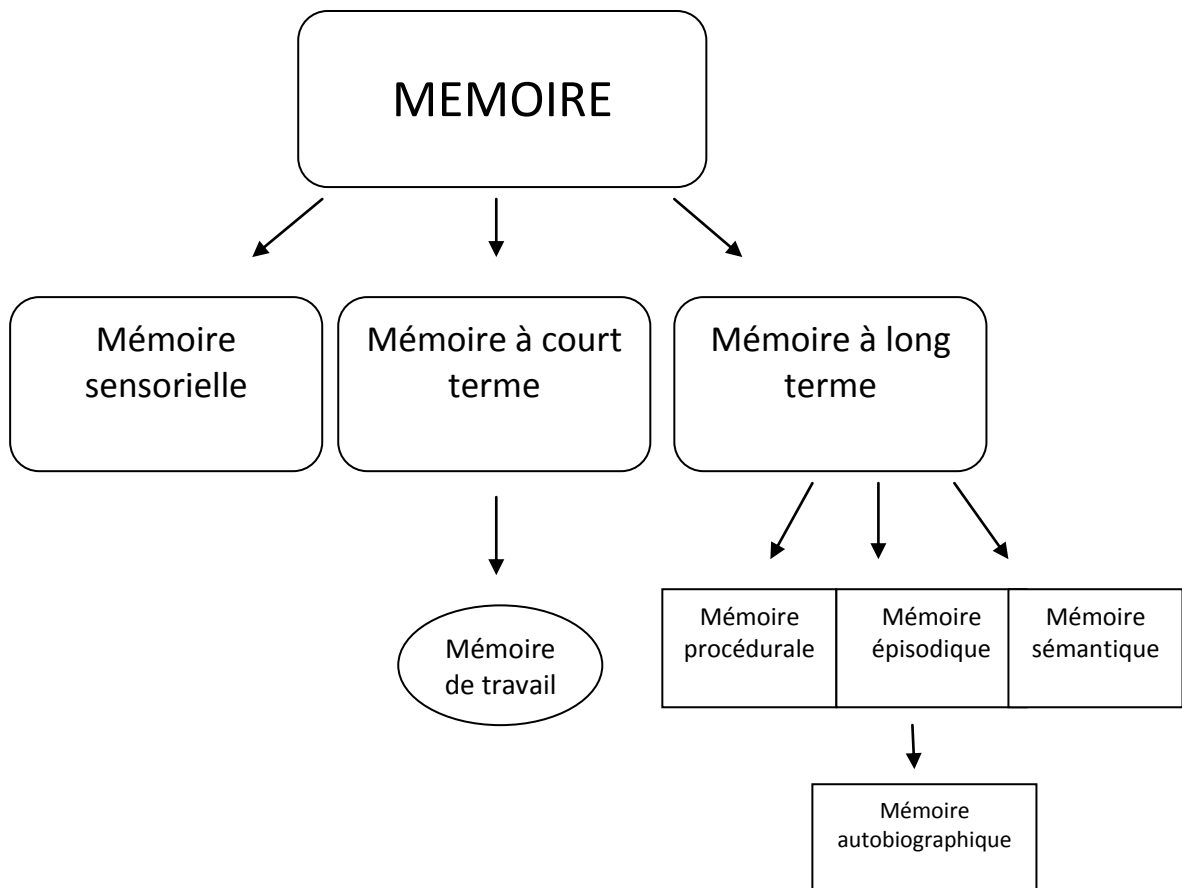 MEMOIRE
Mémoire
sensorielle
Mémoire à court
terme
Mémoire à long
terme
Mémoire
de travail
Mémoire
procédurale
Mémoire
épisodique
Mémoire
sémantique
Mémoire
autobiographique